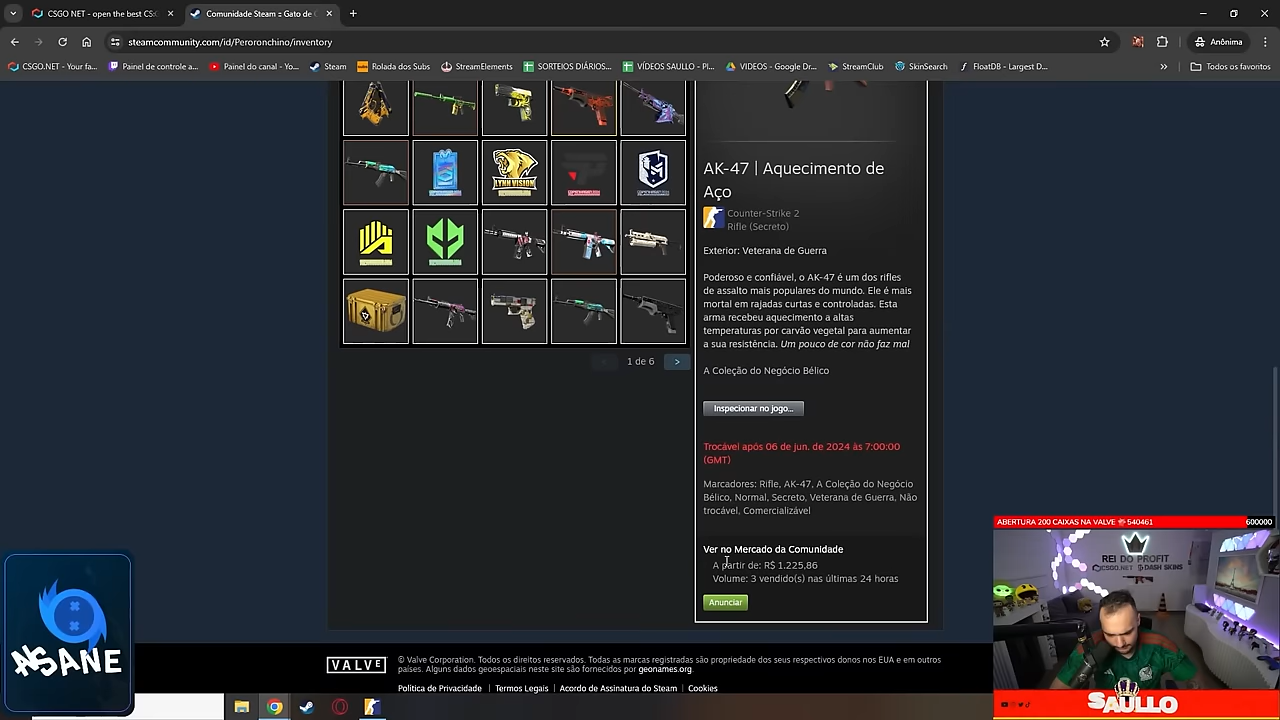 CSGO NET - open the best CS:
Comunidade Steam :: Gato de
steamcommunity.com/id/Peroronchino/inventory
Anônima
CSGO.NET - Your fa...
Painel de controle a...
Painel do canal - Yo...
Steam
Rolada dos Subs
StreamElements
SORTEIOS DIÁRIOS...
VÍDEOS SAULLO - Pl...
VIDEOS - Google Dr...
StreamClub
SkinSearch
FloatDB - Largest D...
Todos os favoritos
AK-47 | Aquecimento de
Aço
Counter-Strike 2
Rifle (Secreto)
Exterior: Veterana de Guerra
Poderoso e confiável, o AK-47 é um dos rifles
de assalto mais populares do mundo. Ele é mais
mortal em rajadas curtas e controladas. Esta
arma recebeu aquecimento a altas
temperaturas por carvão vegetal para aumentar
a sua resistência. Um pouco de cor não faz mal
A Coleção do Negócio Bélico
Inspecionar no jogo...
Trocável após 06 de jun. de 2024 às 7:00:00
(GMT)
Marcadores: Rifle, AK-47, A Coleção do Negócio
Bélico, Normal, Secreto, Veterana de Guerra, Não
trocável, Comercializável
Ver no Mercado da Comunidade
A partir de: R$ 1.225,86
Volume: 3 vendido(s) nas últimas 24 horas
Anunciar
LYNN VISION
1 de 6
>
VALVE
© Valve Corporation. Todos os direitos reservados. Todas as marcas registradas são propriedade dos seus respectivos donos nos EUA e em outros
países. Alguns dados geoespaciais neste site são fornecidos por geonames.org.
Política de Privacidade | Termos Legais | Acordo de Assinatura do Steam | Cookies
NSANE
ABERTURA 200 CAIXAS NA VALVE 540461
600000
REI DO PROFIT
CSGO.NET DASH SKINS
SAULLO